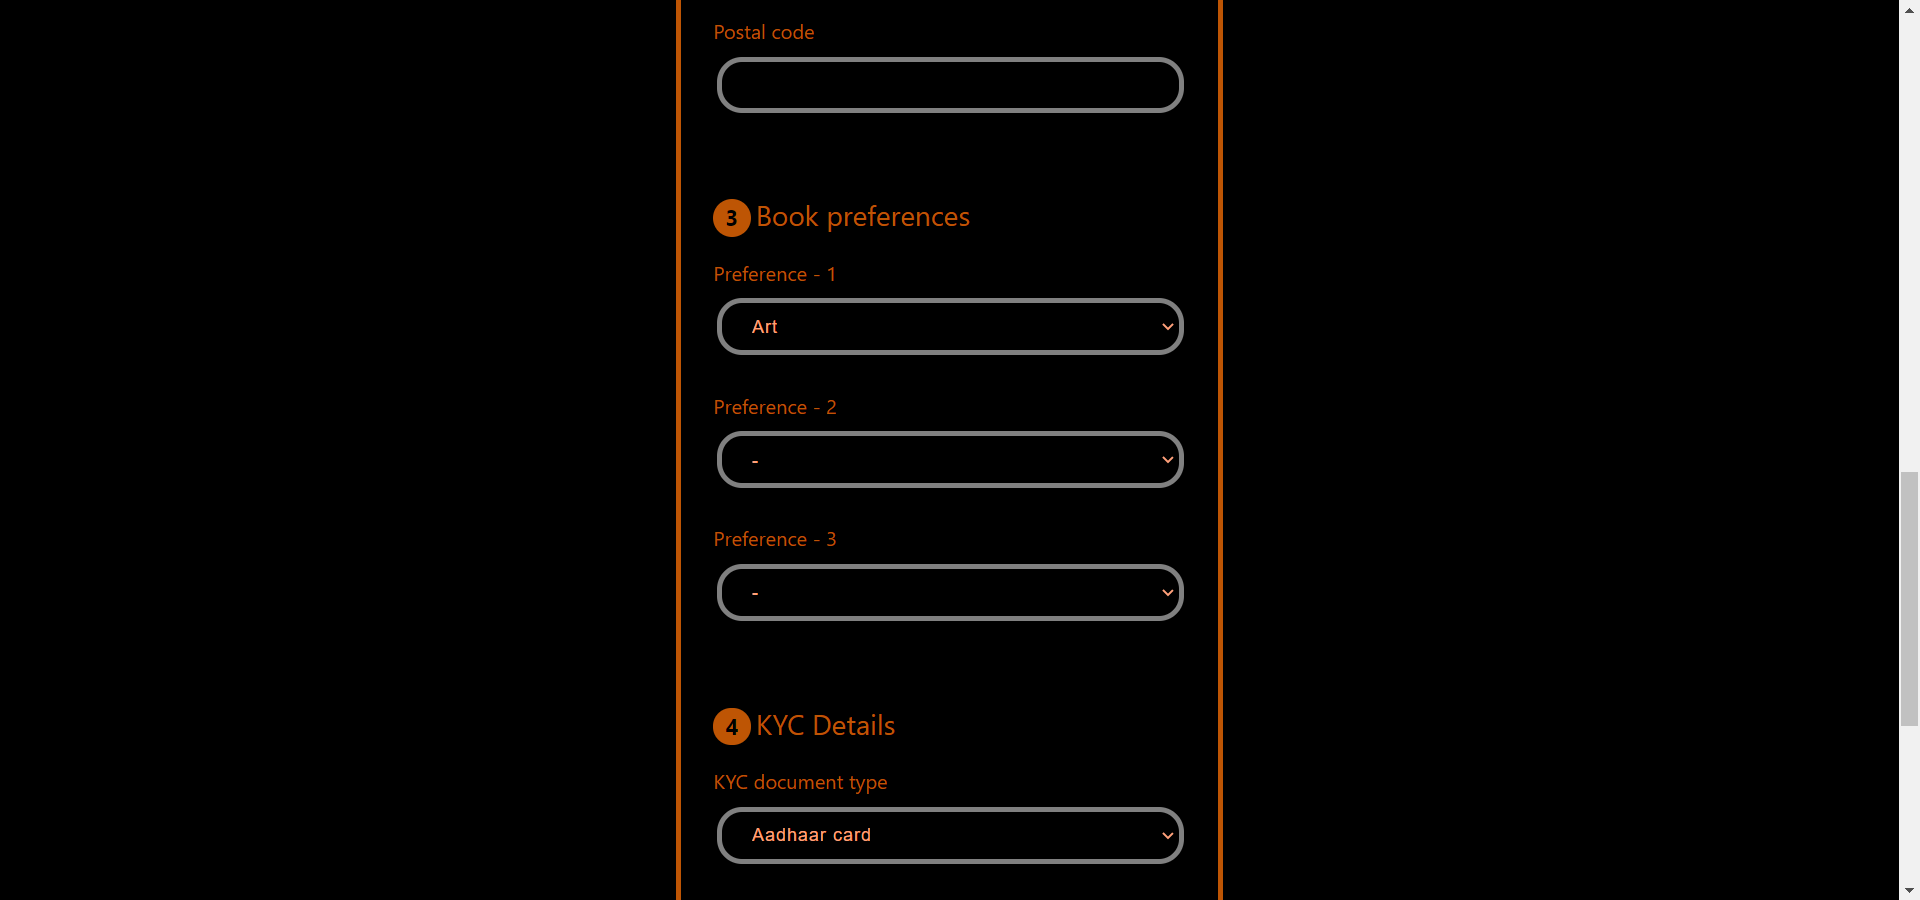 Postal code
3 Book preferences
Preference - 1
Art
Preference - 2
-
Preference - 3
-
4 KYC Details
KYC document type
Aadhaar card